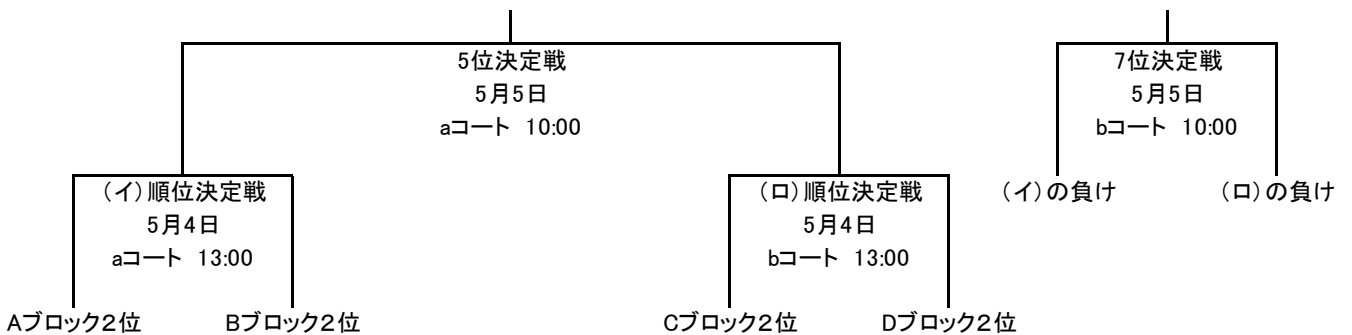 5位決定戦
5月5日
aコート 10:00
7位決定戦
5月5日
bコート 10:00
(イ)順位決定戦
5月4日
aコート 13:00
(ロ)順位決定戦
5月4日
bコート 13:00
(イ)の負け
(ロ)の負け
Aブロック2位
Bブロック2位
Cブロック2位
Dブロック2位